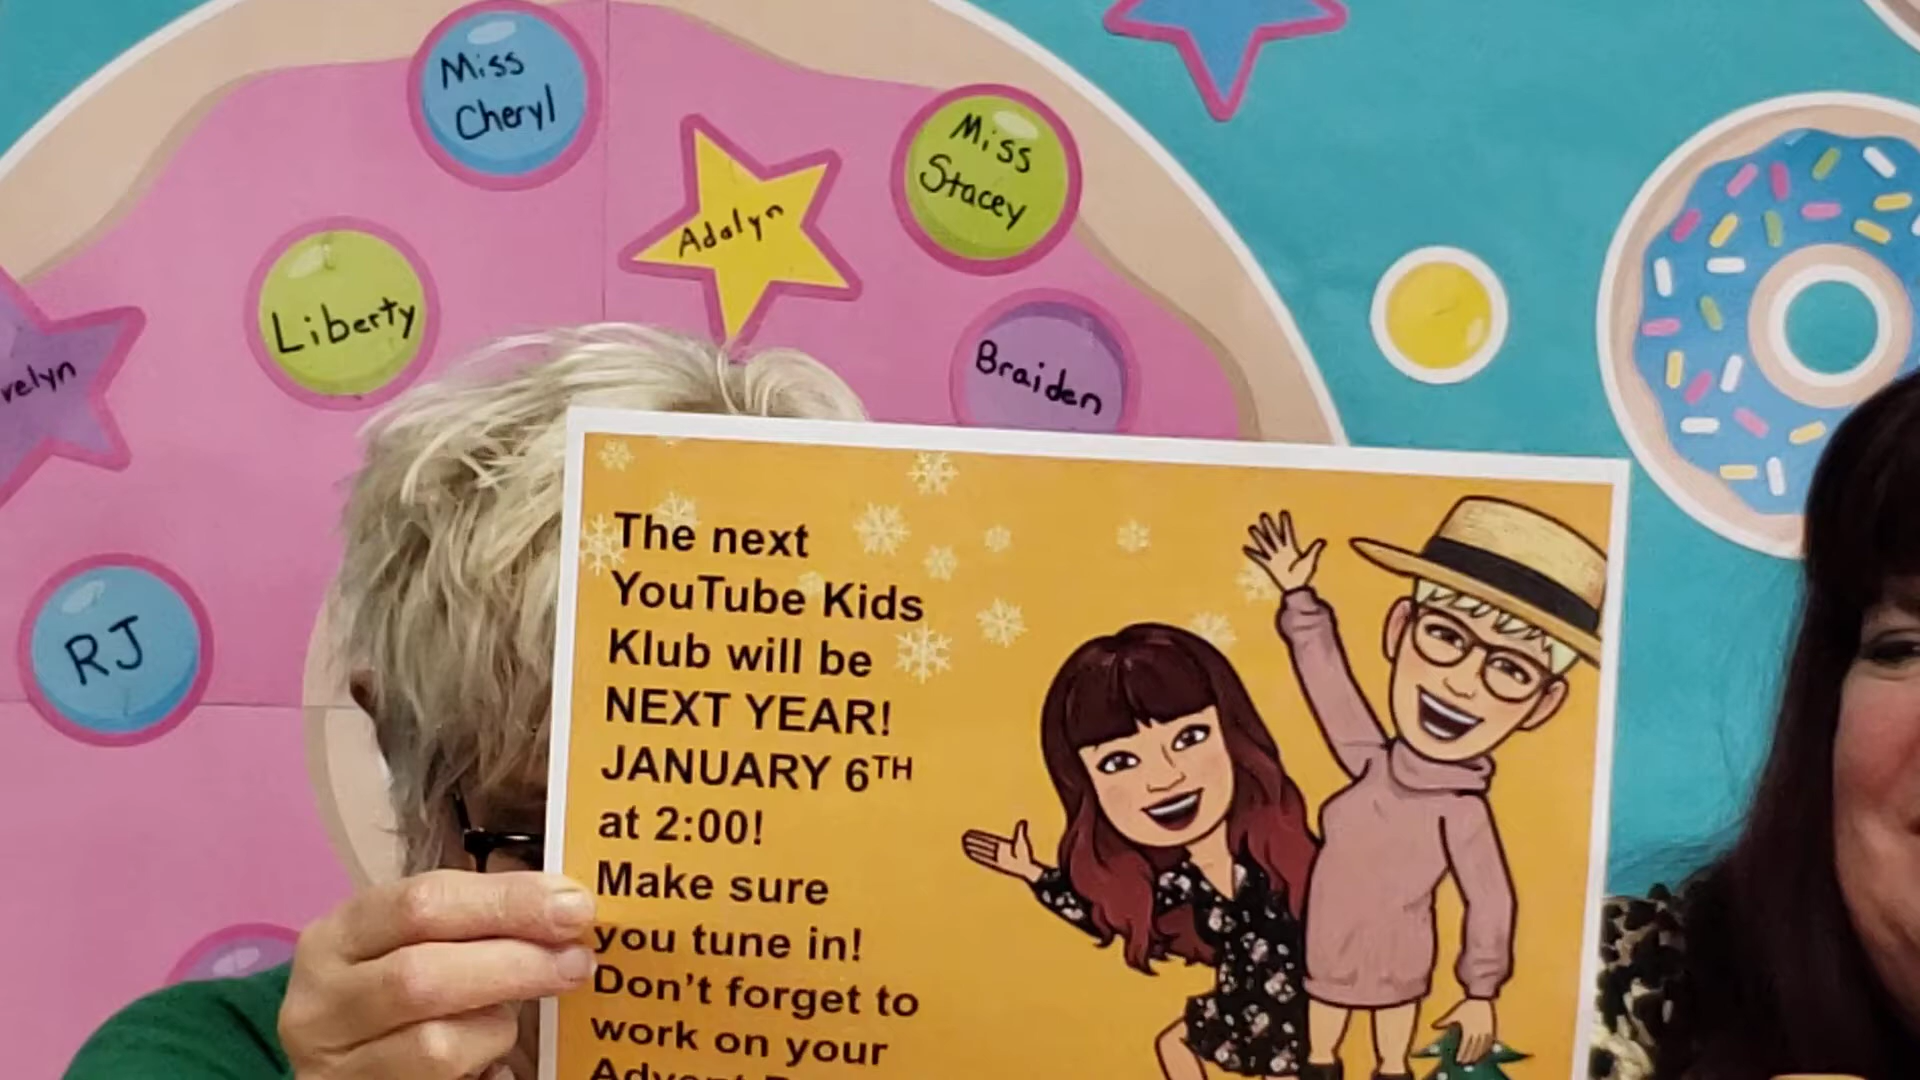 Miss
Cheryl
Miss
Stacey
Adalyn
Liberty
Braiden
velyn
RJ
The next
YouTube Kids
Klub will be
NEXT YEAR!
JANUARY 6TH
at 2:00!
Make sure
you tune in!
Don't forget to
work on your